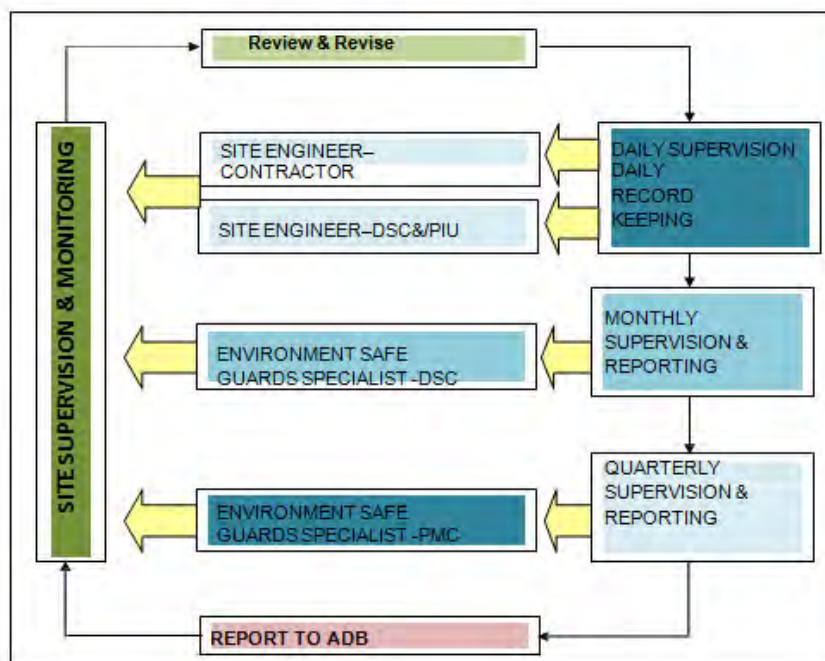 Review & Revise
SITE SUPERVISION & MONITORING
SITE ENGINEER–
CONTRACTOR
SITE ENGINEER–DSC&/PIU
DAILY SUPERVISION
DAILY
RECORD
KEEPING
ENVIRONMENT SAFE
GUARDS SPECIALIST -DSC
MONTHLY
SUPERVISION &
REPORTING
ENVIRONMENT SAFE
GUARDS SPECIALIST -PMC
QUARTERLY
SUPERVISION &
REPORTING
REPORT TO ADB